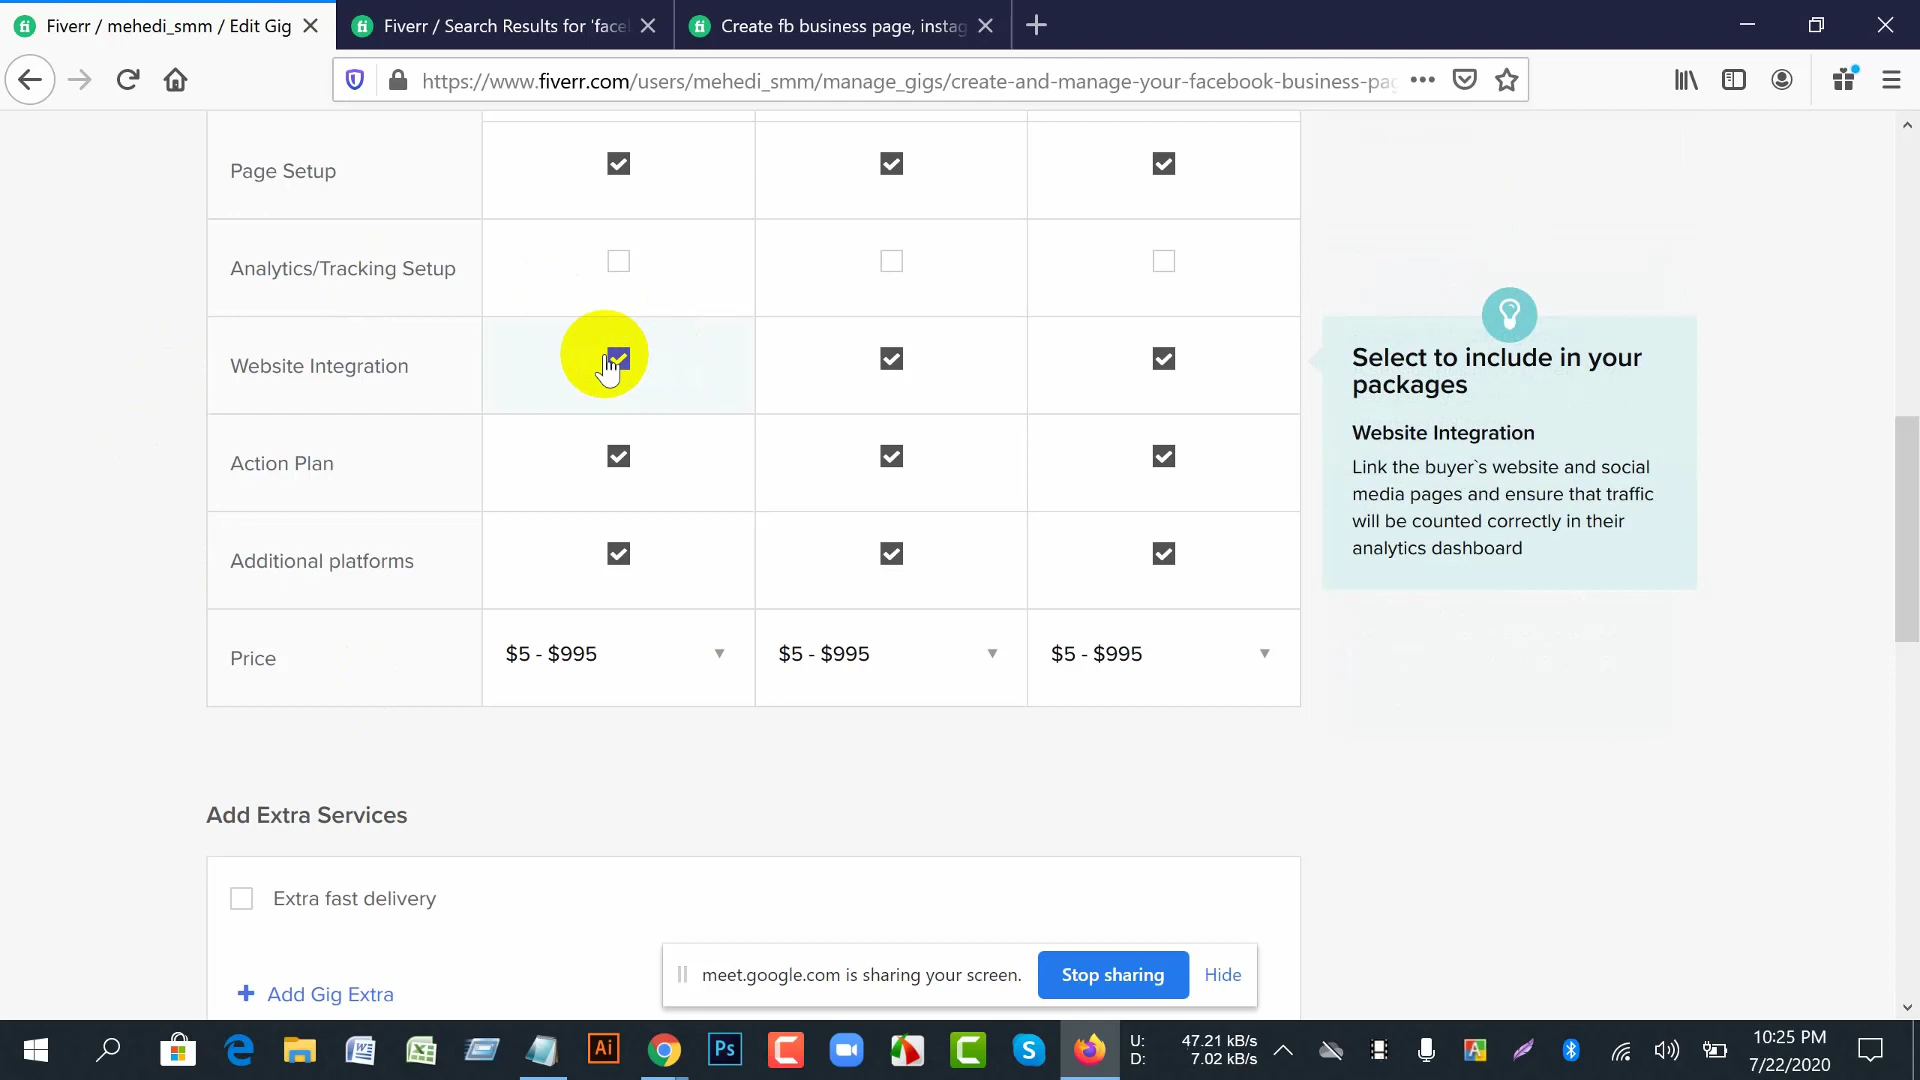 Fiverr / mehedi_smm / Edit Gig
Fiverr / Search Results for 'face
Create fb business page, instag
https://www.fiverr.com/users/mehedi_smm/manage_gigs/create-and-manage-your-facebook-business-pag
Page Setup
Analytics/Tracking Setup
Website Integration
Action Plan
Additional platforms
Price
$5 - $995
$5 - $995
$5 - $995
Select to include in your
packages
Website Integration
Link the buyer`s website and social
media pages and ensure that traffic
will be counted correctly in their
analytics dashboard
Add Extra Services
Extra fast delivery
+ Add Gig Extra
meet.google.com is sharing your screen.
Stop sharing
Hide
U: 47.21 kB/s
D: 7.02 kB/s
10:25 PM
7/22/2020